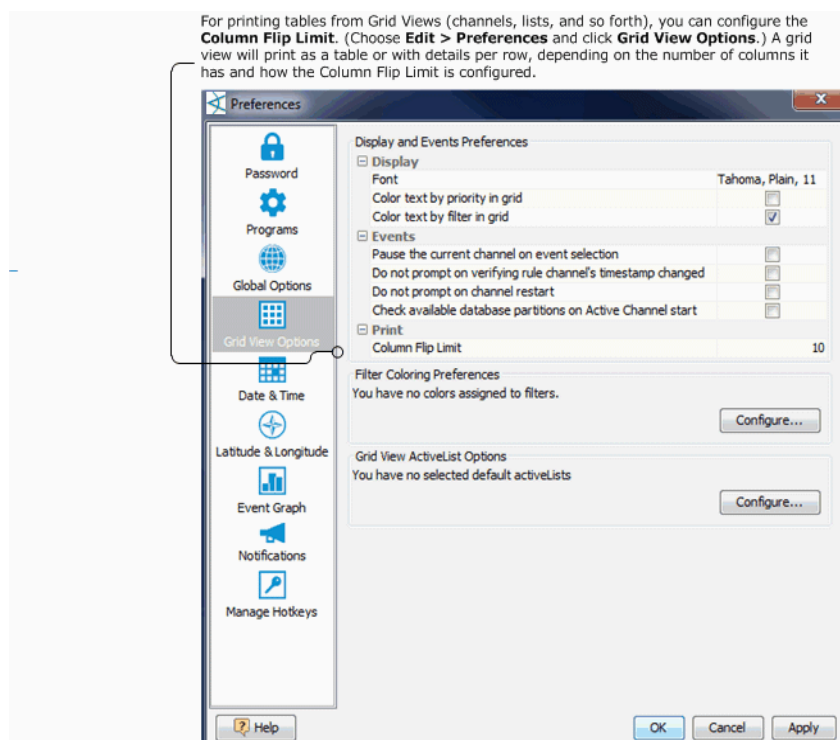 For printing tables from Grid Views (channels, lists, and so forth), you can configure the
Column Flip Limit. (Choose Edit > Preferences and click Grid View Options.) A grid
view will print as a table or with details per row, depending on the number of columns it
has and how the Column Flip Limit is configured.
Preferences
Password
Programs
Global Options
Grid View Options
Date & Time
Latitude & Longitude
Event Graph
Notifications
Manage Hotkeys
Display and Events Preferences
Display
Font Tahoma, Plain, 11
Color text by priority in grid
Color text by filter in grid
Events
Pause the current channel on event selection
Do not prompt on verifying rule channel's timestamp changed
Do not prompt on channel restart
Check available database partitions on Active Channel start
Print
Column Flip Limit 10
Filter Coloring Preferences
You have no colors assigned to filters.
Configure...
Grid View ActiveList Options
You have no selected default activeLists
Configure...
Help
OK Cancel Apply